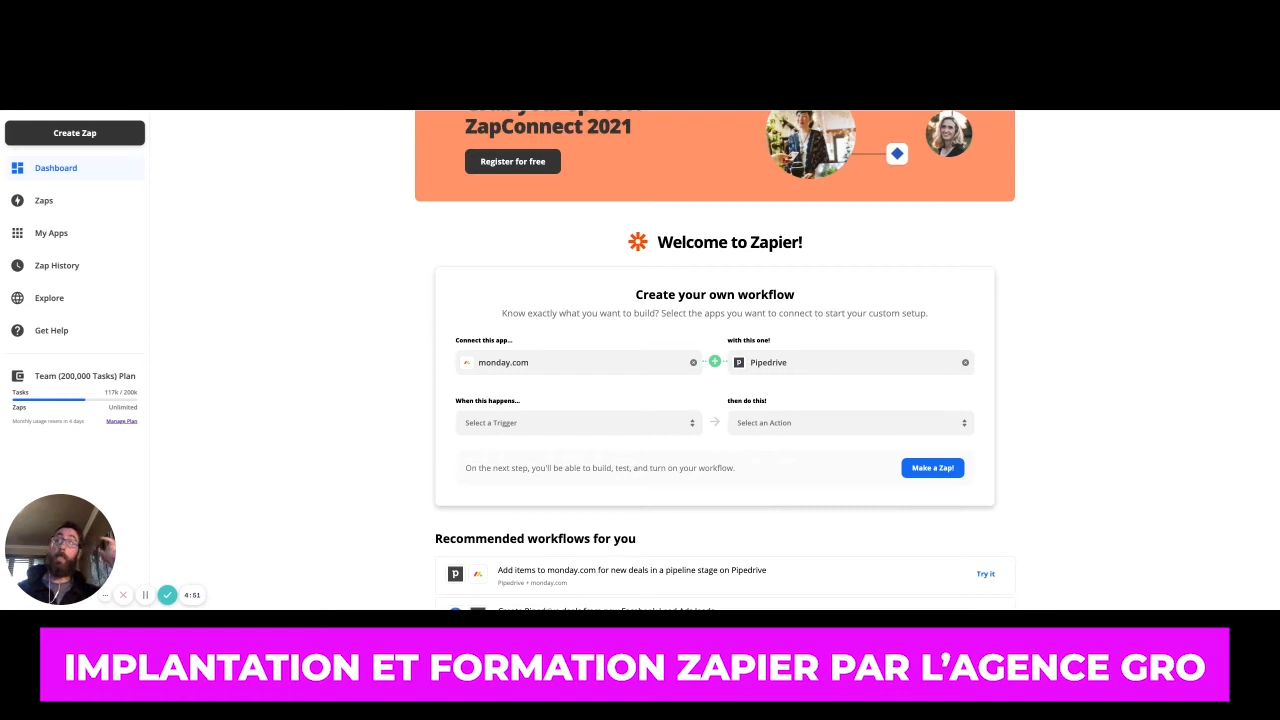 ZapConnect 2021
Register for free
Create Zap
Dashboard
Zaps
My Apps
Zap History
Explore
Get Help
Team (200,000 Tasks) Plan
Tasks 117k / 200k
Zaps Unlimited
Monthly usage resets in 4 days Manage Plan
Welcome to Zapier!
Create your own workflow
Know exactly what you want to build? Select the apps you want to connect to start your custom setup.
Connect this app... with this one!
monday.com Pipedrive
When this happens... then do this!
Select a Trigger Select an Action
On the next step, you'll be able to build, test, and turn on your workflow. Make a Zap!
Recommended workflows for you
Add items to monday.com for new deals in a pipeline stage on Pipedrive
Pipedrive + monday.com
Try it
4:51
IMPLANTATION ET FORMATION ZAPIER PAR L'AGENCE GRO